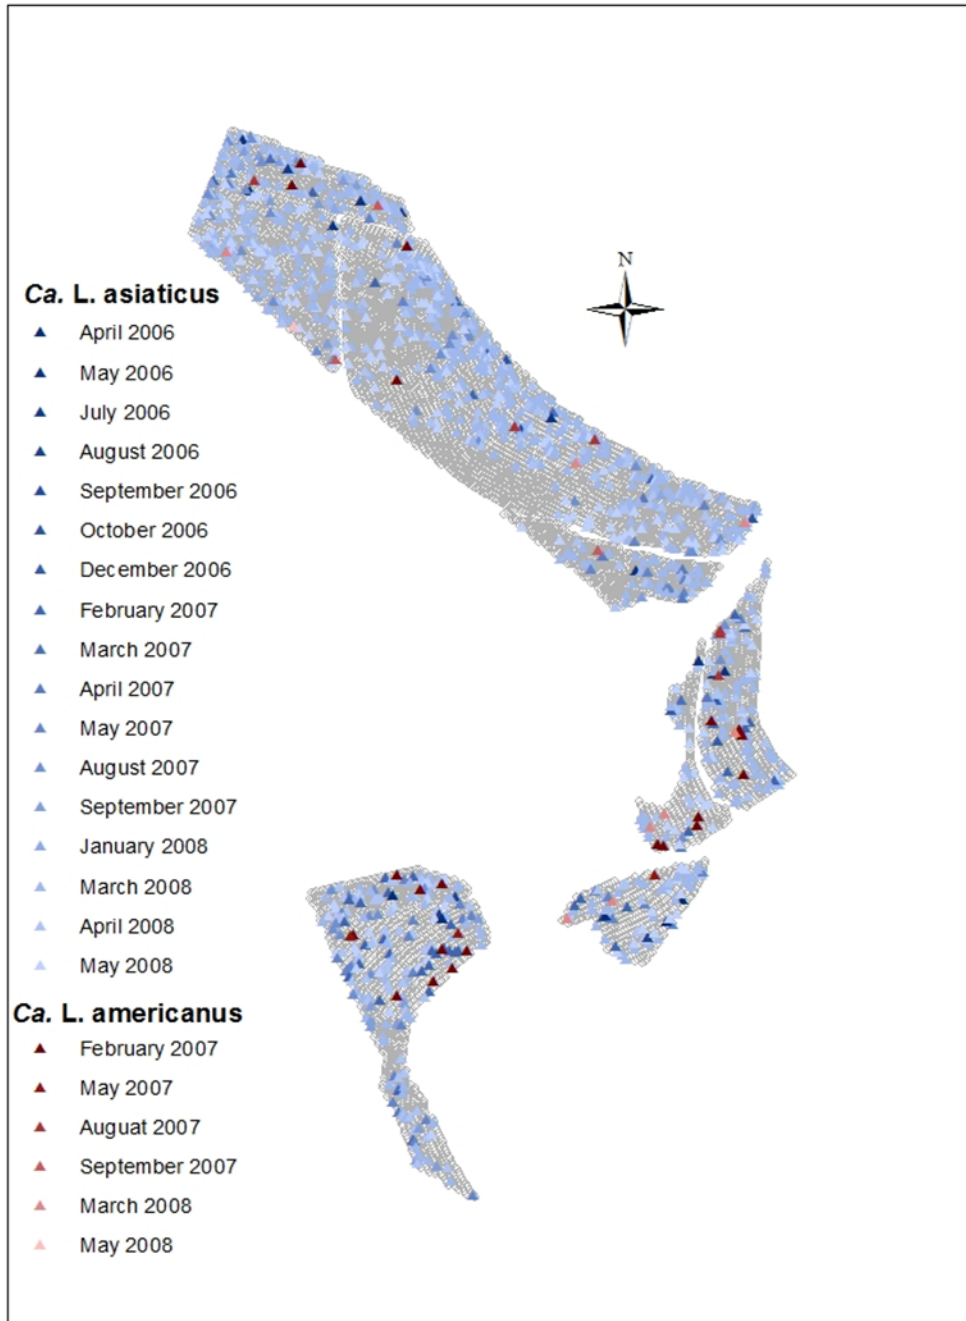 N
Ca. L. asiaticus
April 2006
May 2006
July 2006
August 2006
September 2006
October 2006
December 2006
February 2007
March 2007
April 2007
May 2007
August 2007
September 2007
January 2008
March 2008
April 2008
May 2008
Ca. L. americanus
February 2007
May 2007
Auguat 2007
September 2007
March 2008
May 2008